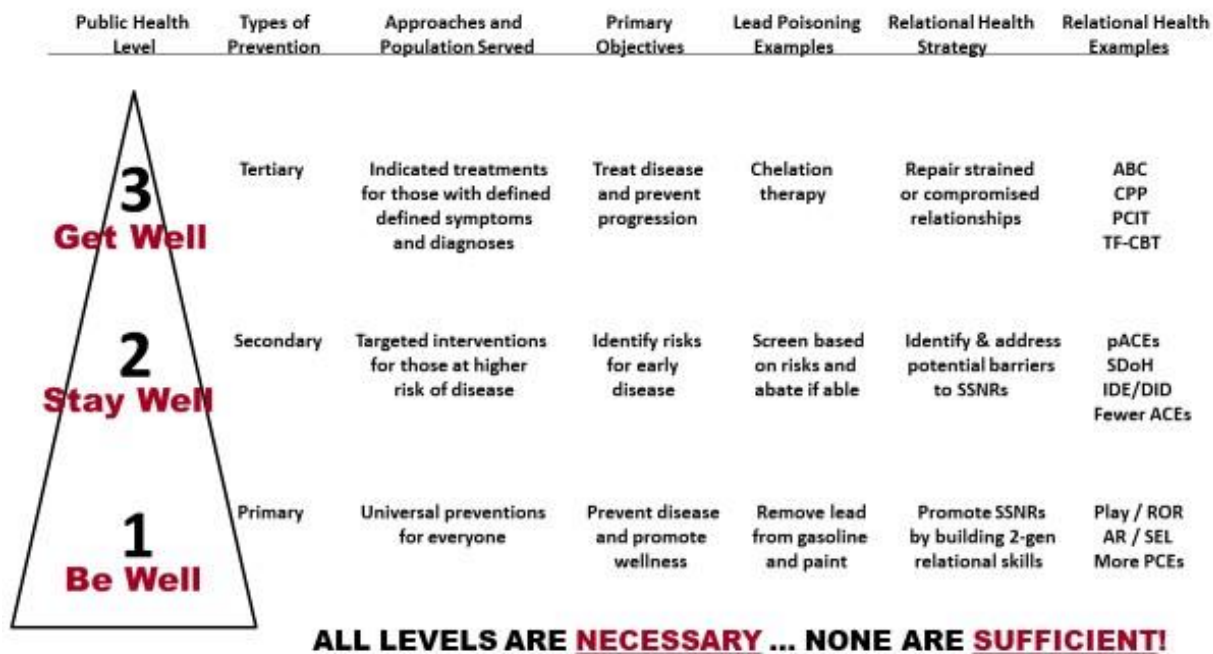 Public Health Level
Types of Prevention
Approaches and Population Served
Primary Objectives
Lead Poisoning Examples
Relational Health Strategy
Relational Health Examples
3
Get Well
Tertiary
Indicated treatments
for those with defined
defined symptoms
and diagnoses
Treat disease
and prevent
progression
Chelation
therapy
Repair strained
or compromised
relationships
ABC
CPP
PCIT
TF-CBT
2
Stay Well
Secondary
Targeted interventions
for those at higher
risk of disease
Identify risks
for early
disease
Screen based
on risks and
abate if able
Identify & address
potential barriers
to SSNRs
pACEs
SDoH
IDE/DID
Fewer ACEs
1
Be Well
Primary
Universal preventions
for everyone
Prevent disease
and promote
wellness
Remove lead
from gasoline
and paint
Promote SSNRs
by building 2-gen
relational skills
Play / ROR
AR / SEL
More PCEs
ALL LEVELS ARE NECESSARY ... NONE ARE SUFFICIENT!